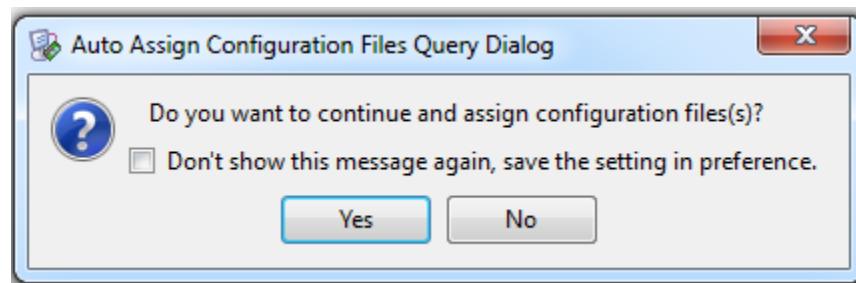 Auto Assign Configuration Files Query Dialog
Do you want to continue and assign configuration files(s)?
Don't show this message again, save the setting in preference.
Yes No